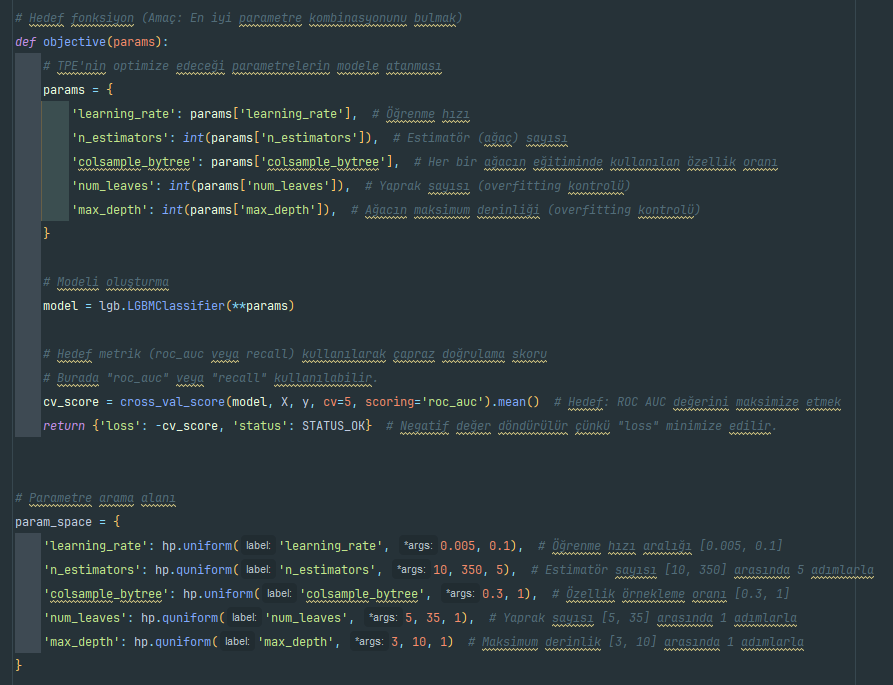 # Hedef fonksiyon (Amaç: En iyi parametre kombinasyonunu bulmak)
def objective(params):
# TPE'nin optimize edeceği parametrelerin modele atanması
params = {
'learning_rate': params['learning_rate'],  # Öğrenme hızı
'n_estimators': int(params['n_estimators']),  # Estimatör (ağaç) sayısı
'colsample_bytree': params['colsample_bytree'],  # Her bir ağacın eğitiminde kullanılan özellik oranı
'num_leaves': int(params['num_leaves']),  # Yaprak sayısı (overfitting kontrolü)
'max_depth': int(params['max_depth']),  # Ağacın maksimum derinliği (overfitting kontrolü)
}
# Modeli oluşturma
model = lgb.LGBMClassifier(**params)
# Hedef metrik (roc_auc veya recall) kullanılarak çapraz doğrulama skoru
# Burada "roc_auc" veya "recall" kullanılabilir.
cv_score = cross_val_score(model, X, y, cv=5, scoring='roc_auc').mean()  # Hedef: ROC AUC değerini maksimize etmek
return {'loss': -cv_score, 'status': STATUS_OK}  # Negatif değer döndürülür çünkü "loss" minimize edilir.
# Parametre arama alanı
param_space = {
'learning_rate': hp.uniform( label: 'learning_rate', *args: 0.005, 0.1),  # Öğrenme hızı aralığı [0.005, 0.1]
'n_estimators': hp.quniform( label: 'n_estimators', *args: 10, 350, 5),  # Estimatör sayısı [10, 350] arasında 5 adımlarla
'colsample_bytree': hp.uniform( label: 'colsample_bytree', *args: 0.3, 1),  # Özellik örnekleme oranı [0.3, 1]
'num_leaves': hp.quniform( label: 'num_leaves', *args: 5, 35, 1),  # Yaprak sayısı [5, 35] arasında 1 adımlarla
'max_depth': hp.quniform( label: 'max_depth', *args: 3, 10, 1)  # Maksimum derinlik [3, 10] arasında 1 adımlarla
}